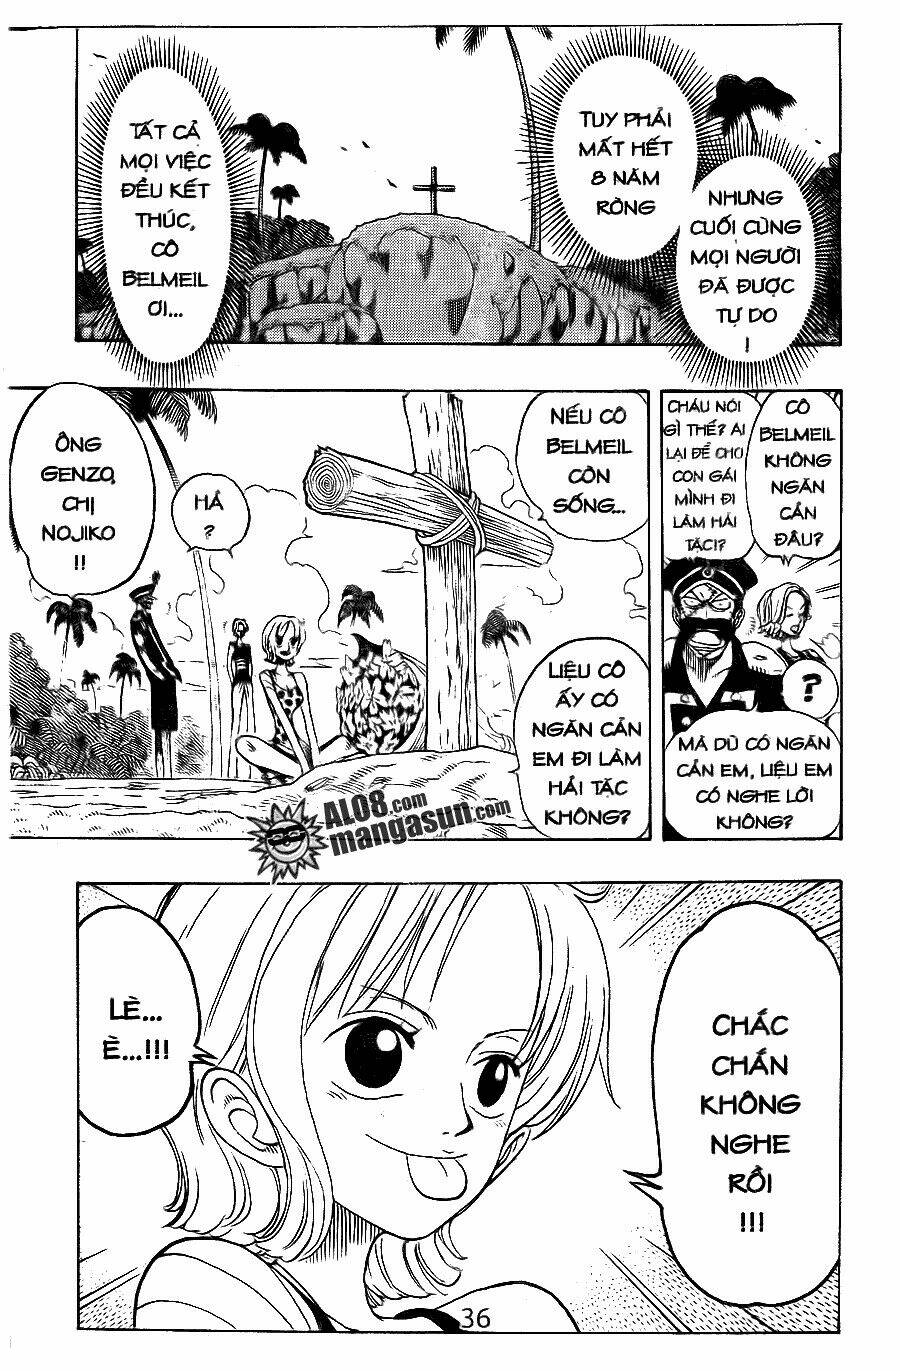 TUY PHẢI
MẤT HẾT
8 NĂM
RÒNG
NHƯNG
CUỐI CÙNG
MỌI NGƯỜI
ĐÃ ĐƯỢC
TỰ DO
!
TẤT CẢ
MỌI VIỆC
ĐỀU KẾT
THÚC,
CÔ
BELMEIL
ƠI...
ÔNG
GENZO,
CHỊ
NOJIKO
!!
HẢ
?
NẾU CÔ
BELMEIL
CÒN
SỐNG...
LIỆU CÔ
ẤY CÓ
NGĂN CẢN
EM ĐI LÀM
HẢI TẶC
KHÔNG?
CÔ
BELMEIL
KHÔNG
NGĂN
CẢN
ĐÂU?
CHÁU NÓI
GÌ THẾ? AI
LẠI ĐỂ CHO
CON GÁI
MÌNH ĐI
LÀM HẢI
TẶC!?
?
MÀ DÙ CÓ NGĂN
CẢN EM, LIỆU EM
CÓ NGHE LỜI
KHÔNG?
ALO8.com
mangasun.com
CHẮC
CHẮN
KHÔNG
NGHE
RỒI
!!!
LÈ...
È...!!!
36